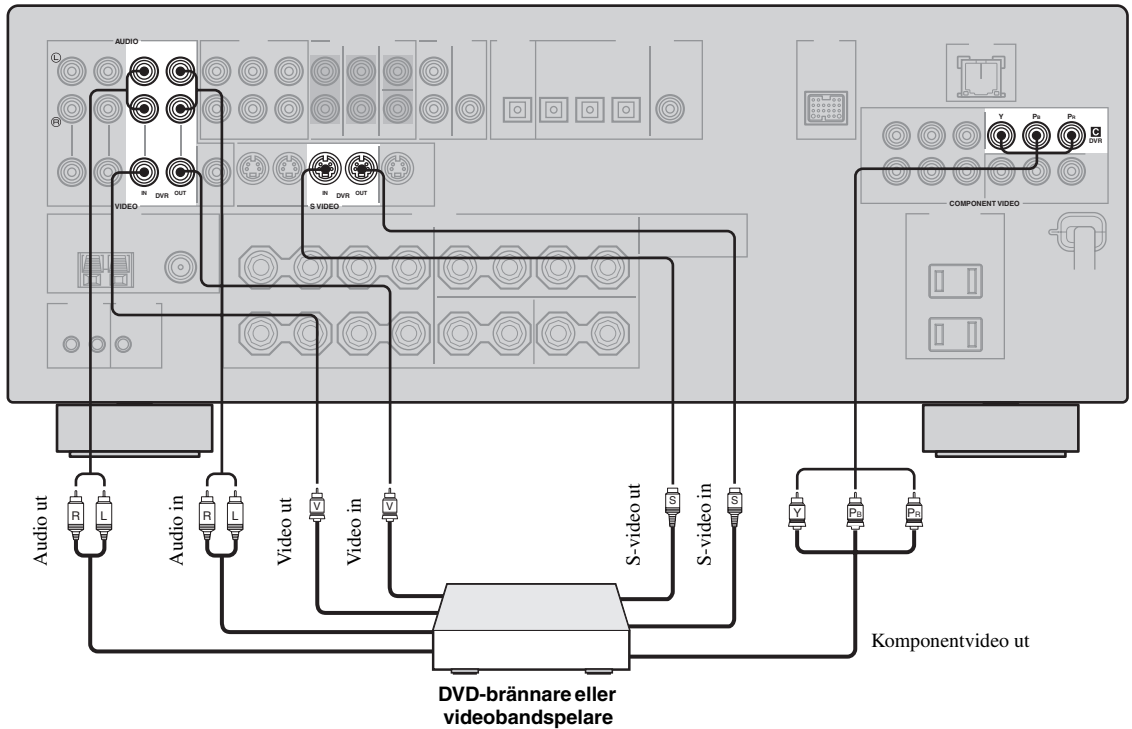 AUDIO
L
R
Y PB PR
C
DVR
IN DVR OUT
IN DVR OUT
VIDEO
S VIDEO
COMPONENT VIDEO
Audio ut
R L
Audio in
R L
Video ut
V
Video in
V
S-video ut
S
S-video in
S
Y
PB
PR
Komponentvideo ut
DVD-brännare eller
videobandspelare